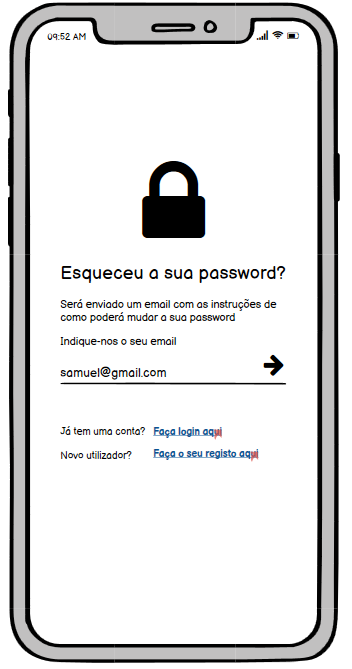 09:52 AM
Esqueceu a sua password?
Será enviado um email com as instruções de
como poderá mudar a sua password
Indique-nos o seu email
samuel@gmail.com
Já tem uma conta? Faça login aqui
Novo utilizador? Faça o seu registo aqui